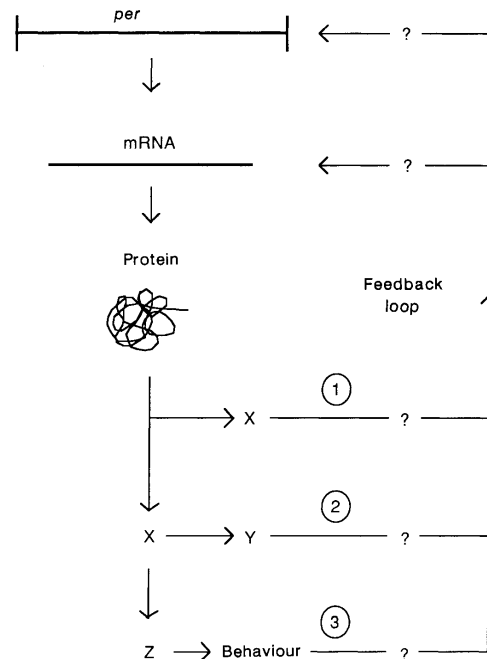 per
?
mRNA
?
Protein
Feedback
loop
1
X ?
2
X Y ?
3
Z Behaviour ?